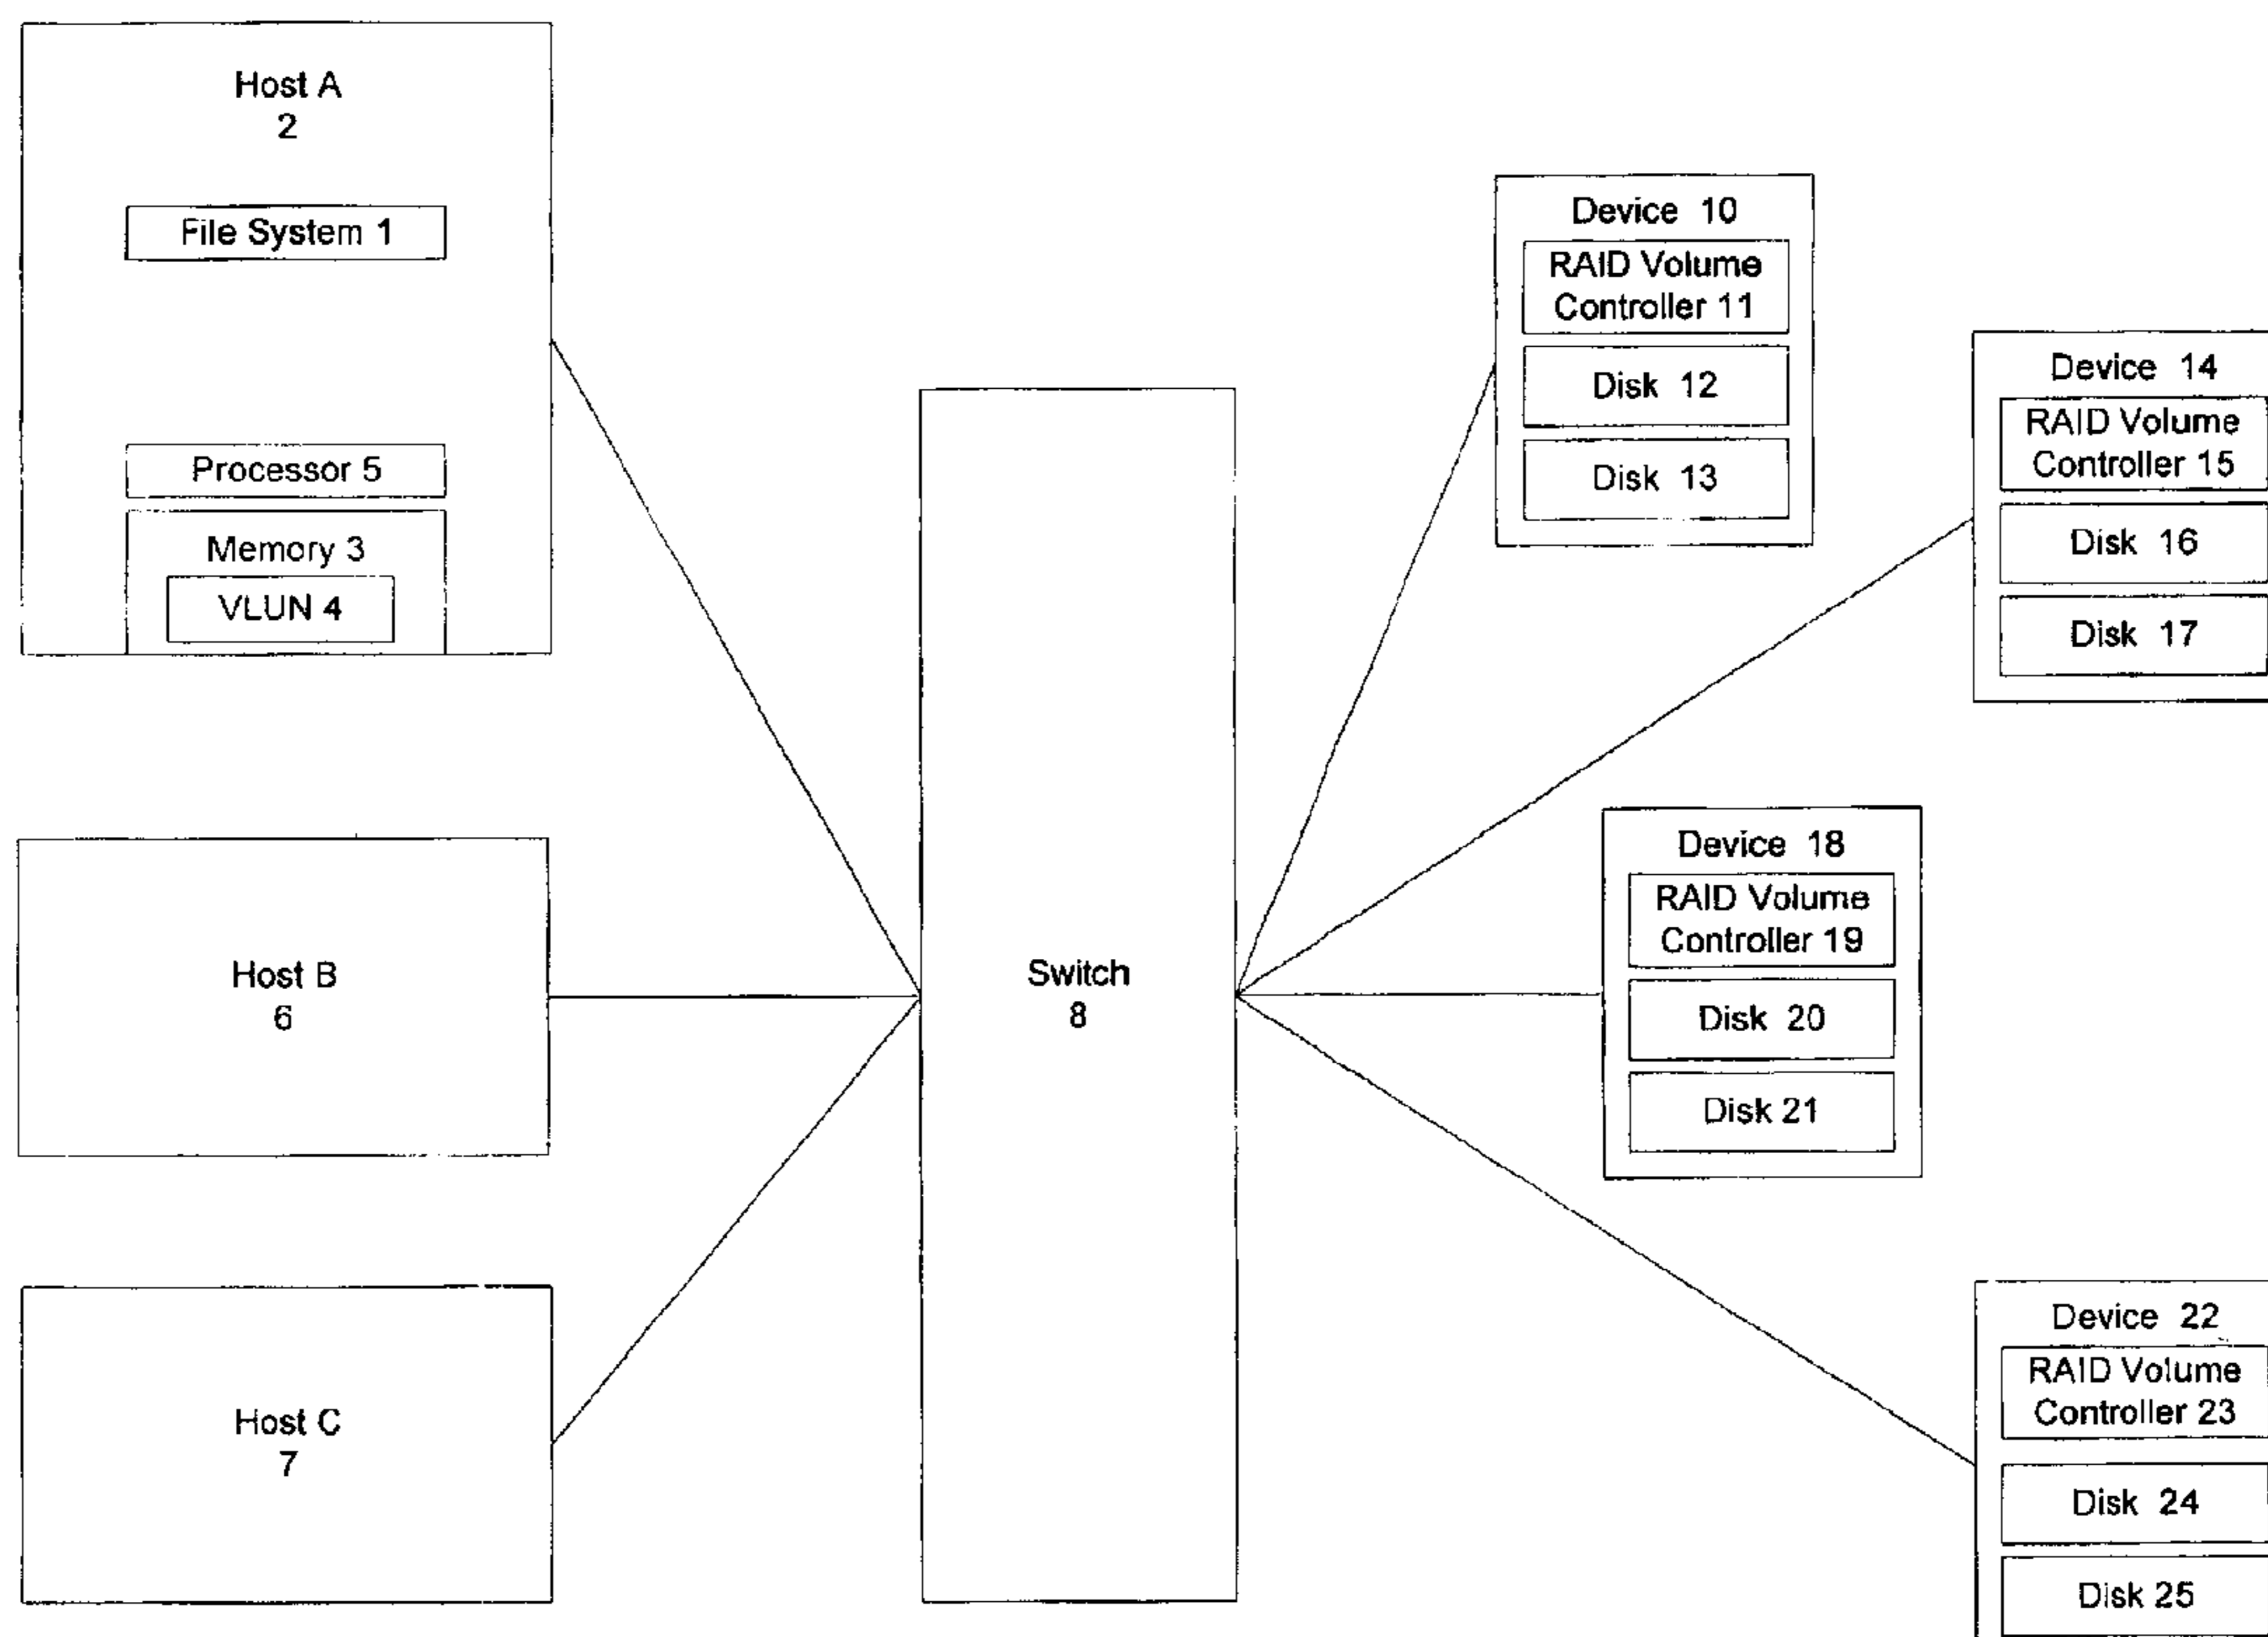 Host A
2
File System 1
Processor 5
Memory 3
VLUN 4
Host B
6
Host C
7
Switch
8
Device 10
RAID Volume
Controller 11
Disk 12
Disk 13
Device 14
RAID Volume
Controller 15
Disk 16
Disk 17
Device 18
RAID Volume
Controller 19
Disk 20
Disk 21
Device 22
RAID Volume
Controller 23
Disk 24
Disk 25